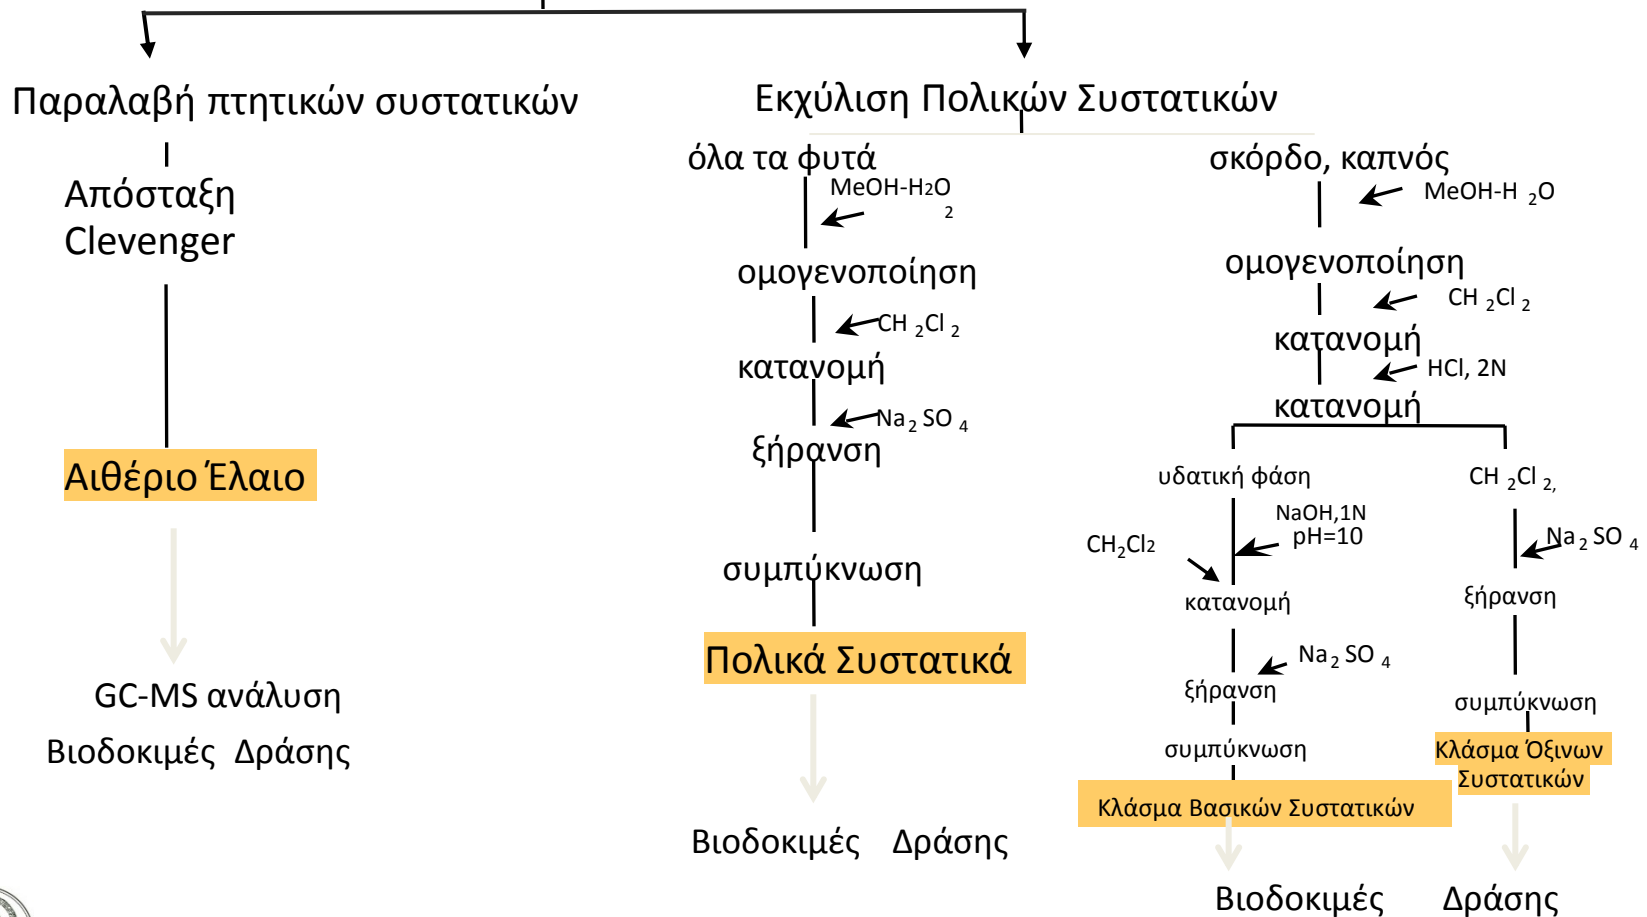 Παραλαβή πτητικών συστατικών
Απόσταξη
Clevenger
Αιθέριο Έλαιο
GC-MS ανάλυση
Βιοδοκιμές Δράσης
Εκχύλιση Πολικών Συστατικών
όλα τα φυτά
MeOH-H2O
2
ομογενοποίηση
CH 2Cl 2
κατανομή
Na2 SO 4
ξήρανση
συμπύκνωση
Πολικά Συστατικά
Βιοδοκιμές Δράσης
σκόρδο, καπνός
MeOH-H 2O
ομογενοποίηση
CH 2Cl 2
κατανομή
HCl, 2N
κατανομή
υδατική φάση
NaOH,1N
pH=10
CH2Cl2
κατανομή
Na2 SO 4
ξήρανση
συμπύκνωση
Κλάσμα Βασικών Συστατικών
CH 2Cl 2,
Na2 SO 4
ξήρανση
συμπύκνωση
Κλάσμα Όξινων
Συστατικών
Βιοδοκιμές Δράσης